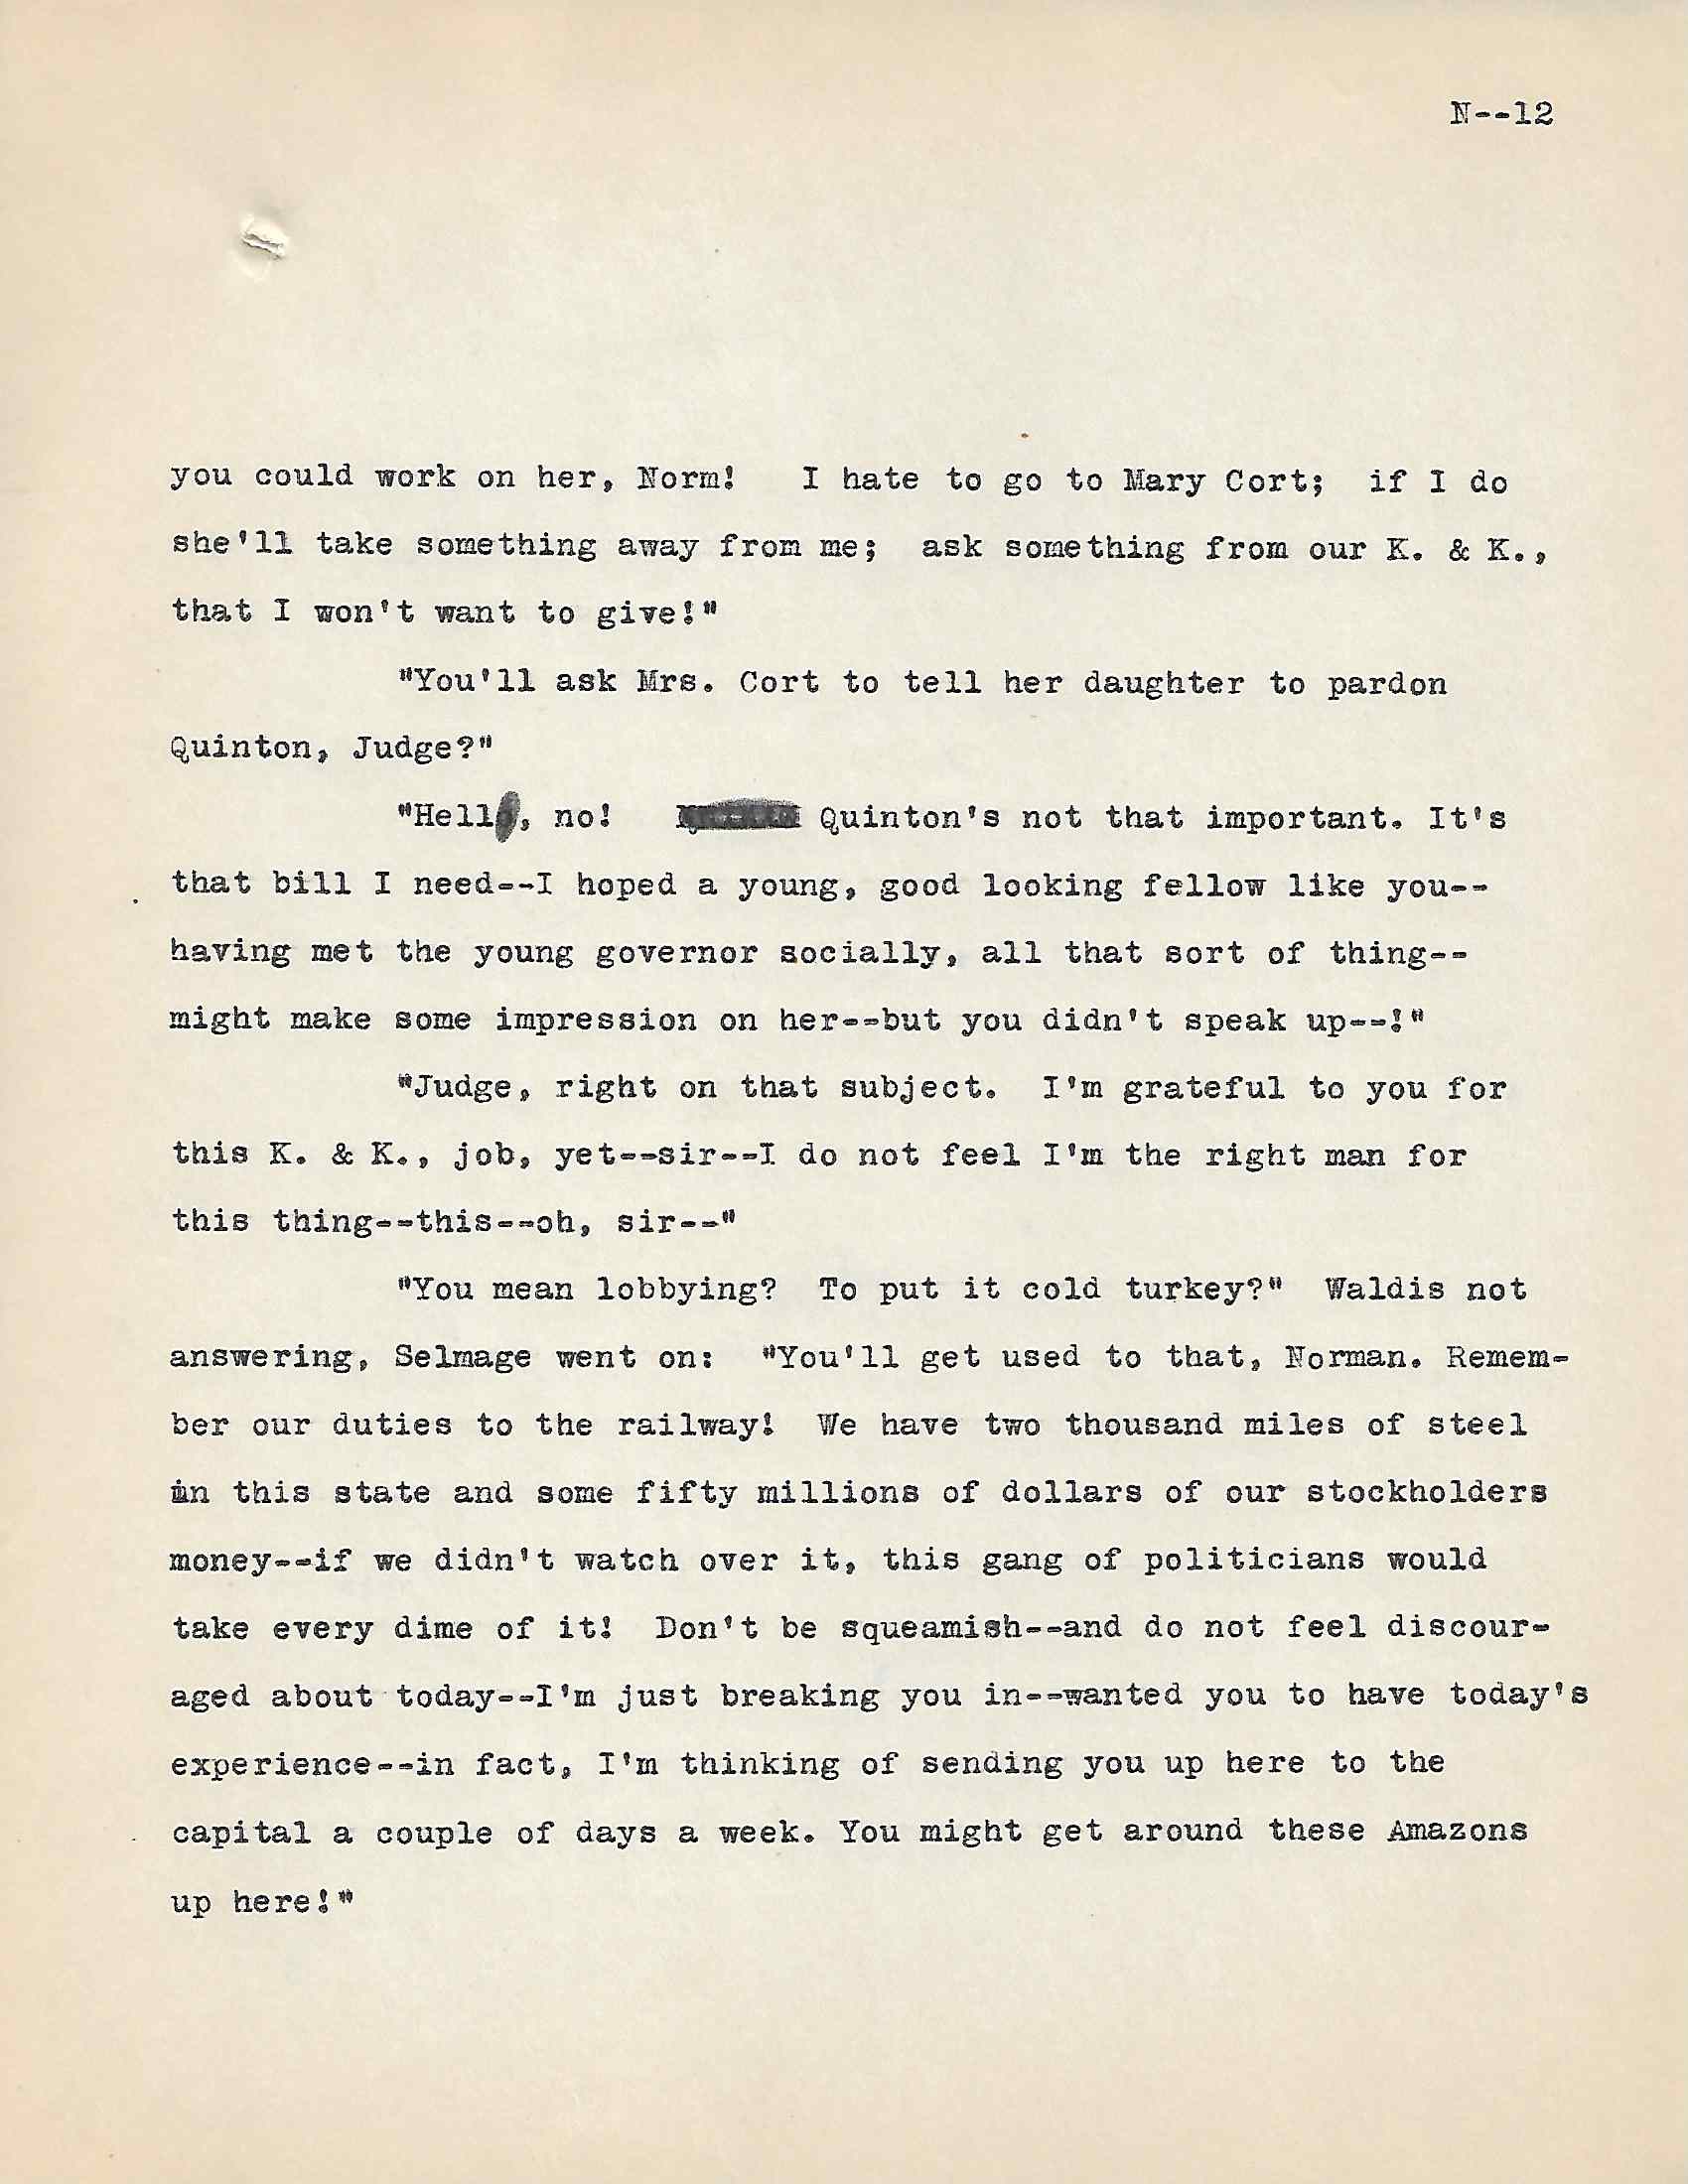 N--12
you could work on her, Norm!   I hate to go to Mary Cort;  if I do
she'll take something away from me;  ask something from our K. & K.,
that I won't want to give!"
"You'll ask Mrs. Cort to tell her daughter to pardon
Quinton, Judge?"
"Hell, no!   Quinton's not that important. It's
that bill I need--I hoped a young, good looking fellow like you--
having met the young governor socially, all that sort of thing--
might make some impression on her--but you didn't speak up--!"
"Judge, right on that subject.  I'm grateful to you for
this K. & K., job, yet--sir--I do not feel I'm the right man for
this thing--this--oh, sir--"
"You mean lobbying?  To put it cold turkey?"  Waldis not
answering, Selmage went on:  "You'll get used to that, Norman. Remem-
ber our duties to the railway!  We have two thousand miles of steel
in this state and some fifty millions of dollars of our stockholders
money--if we didn't watch over it, this gang of politicians would
take every dime of it!  Don't be squeamish--and do not feel discour-
aged about today--I'm just breaking you in--wanted you to have today's
experience--in fact, I'm thinking of sending you up here to the
capital a couple of days a week. You might get around these Amazons
up here!"